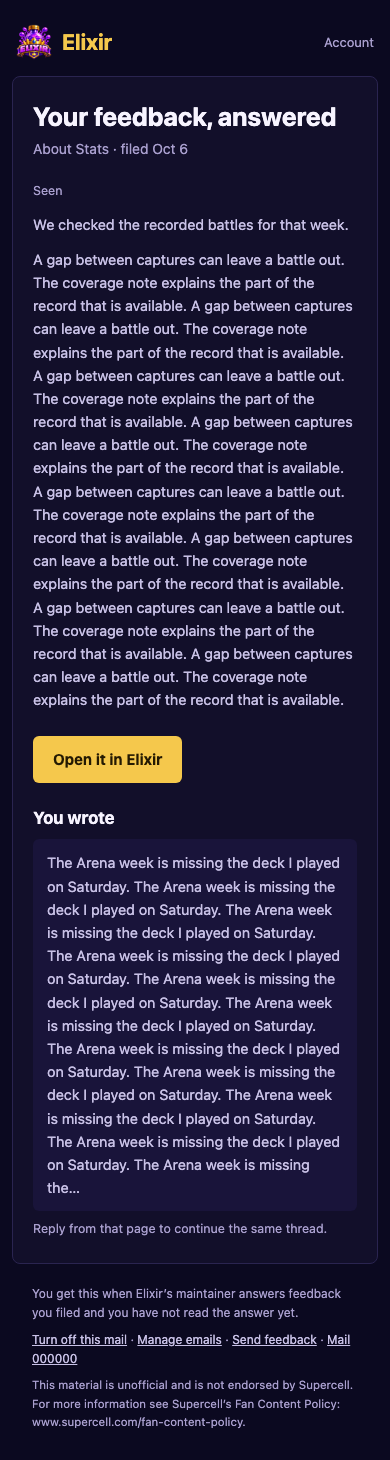 ELIXIR
Elixir
Account
Your feedback, answered
About Stats · filed Oct 6
Seen
We checked the recorded battles for that week.
A gap between captures can leave a battle out.
The coverage note explains the part of the
record that is available. A gap between captures
can leave a battle out. The coverage note
explains the part of the record that is available.
A gap between captures can leave a battle out.
The coverage note explains the part of the
record that is available. A gap between captures
can leave a battle out. The coverage note
explains the part of the record that is available.
A gap between captures can leave a battle out.
The coverage note explains the part of the
record that is available. A gap between captures
can leave a battle out. The coverage note
explains the part of the record that is available.
A gap between captures can leave a battle out.
The coverage note explains the part of the
record that is available. A gap between captures
can leave a battle out. The coverage note
explains the part of the record that is available.
Open it in Elixir
You wrote
The Arena week is missing the deck I played
on Saturday. The Arena week is missing the
deck I played on Saturday. The Arena week
is missing the deck I played on Saturday.
The Arena week is missing the deck I played
on Saturday. The Arena week is missing the
deck I played on Saturday. The Arena week
is missing the deck I played on Saturday.
The Arena week is missing the deck I played
on Saturday. The Arena week is missing the
deck I played on Saturday. The Arena week
is missing the deck I played on Saturday.
The Arena week is missing the deck I played
on Saturday. The Arena week is missing
the...
Reply from that page to continue the same thread.
You get this when Elixir's maintainer answers feedback
you filed and you have not read the answer yet.
Turn off this mail · Manage emails · Send feedback · Mail
000000
This material is unofficial and is not endorsed by Supercell.
For more information see Supercell's Fan Content Policy:
www.supercell.com/fan-content-policy.